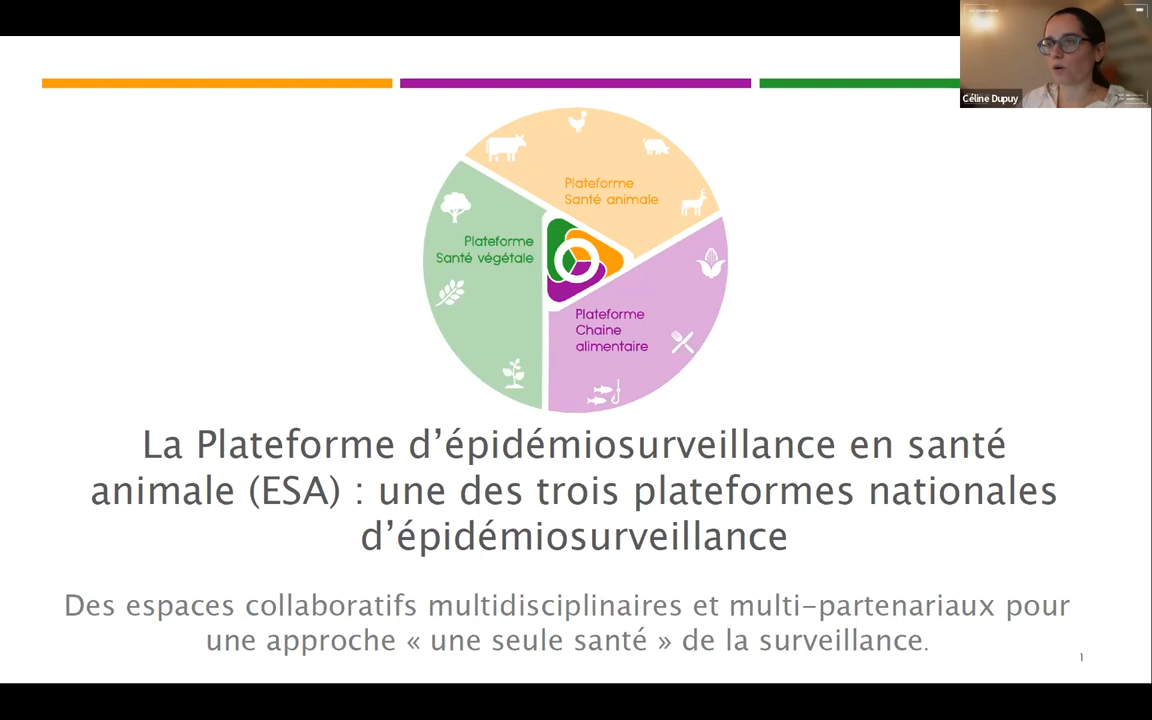 Céline Dupuy
Plateforme
Santé animale
Plateforme
Santé végétale
Plateforme
Chaine
alimentaire
La Plateforme d’épidémiosurveillance en santé
animale (ESA) : une des trois plateformes nationales
d’épidémiosurveillance
Des espaces collaboratifs multidisciplinaires et multi-partenariaux pour
une approche « une seule santé » de la surveillance.
1